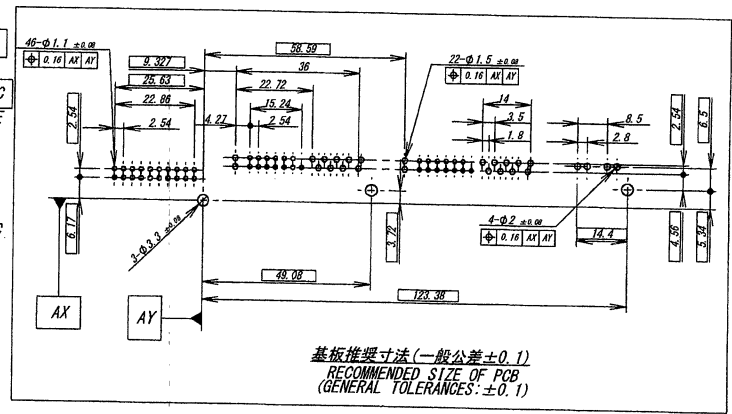 46-Φ1.1 ±0.08
⌖ 0.16 AX AY
9.327
25.63
22.86
2.54
2.54
6.17
58.59
36
22.72
15.24
4.27
2.54
22-Φ1.5 ±0.08
⌖ 0.16 AX AY
14
3.5
1.8
8.5
2.8
2.54
6.5
3-Φ3.3 ±0.08
3.72
4-Φ2 ±0.08
⌖ 0.16 AX AY
14.4
4.56
5.34
49.08
123.38
AX
AY
基板推奨寸法(一般公差±0.1)
RECOMMENDED SIZE OF PCB
(GENERAL TOLERANCES:±0.1)